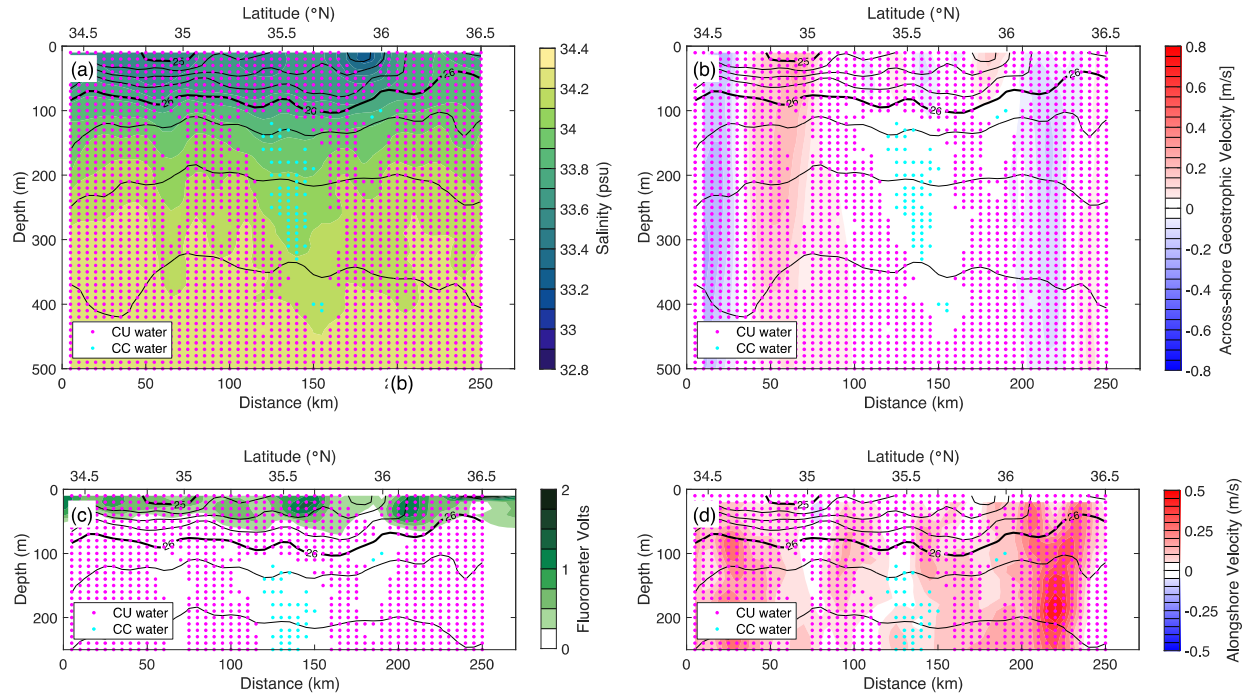 Latitude (°N)
34.5 35 35.5 36 36.5
0
100
200
300
400
500
Depth (m)
(a)
25
26
26
26
CU water
CC water
0 50 100 150 200 250
Distance (km)
(b)
34.4
34.2
34
33.8
33.6
33.4
33.2
33
32.8
Salinity (psu)
Latitude (°N)
34.5 35 35.5 36 36.5
0
100
200
300
400
500
Depth (m)
(b)
25
26
26
26
CU water
CC water
0 50 100 150 200 250
Distance (km)
0.8
0.6
0.4
0.2
0
-0.2
-0.4
-0.6
-0.8
Across-shore Geostrophic Velocity [m/s]
Latitude (°N)
34.5 35 35.5 36 36.5
0
100
200
Depth (m)
(c)
25
26
26
26
CU water
CC water
0 50 100 150 200 250
Distance (km)
2
1
0
Fluorometer Volts
Latitude (°N)
34.5 35 35.5 36 36.5
0
100
200
Depth (m)
(d)
25
26
26
26
CU water
CC water
0 50 100 150 200 250
Distance (km)
0.5
0.25
0
-0.25
-0.5
Alongshore Velocity (m/s)